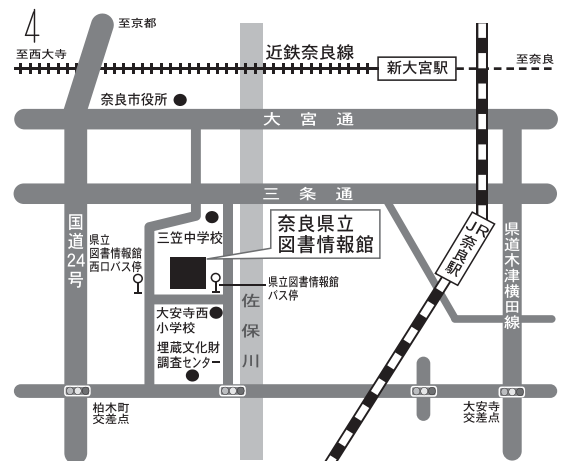 4
至京都
至西大寺
近鉄奈良線
新大宮駅
至奈良
奈良市役所
大宮通
三条通
国道24号
県立
図書情報館
西口バス停
三笠中学校
奈良県立
図書情報館
県立図書情報館
バス停
JR奈良駅
県道木津横田線
大安寺西
小学校
埋蔵文化財
調査センター
佐保川
柏木町
交差点
大安寺
交差点